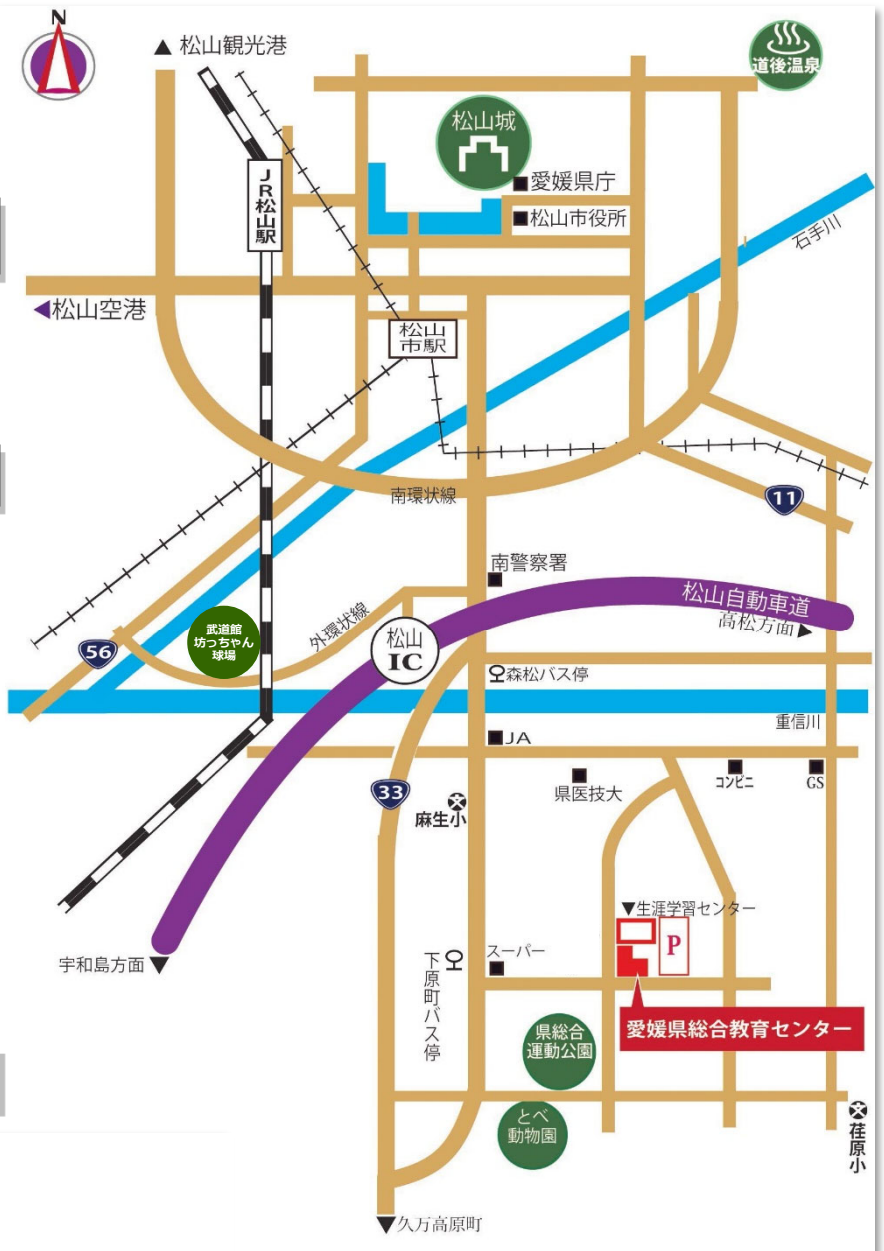 N
▲ 松山観光港
道後温泉
松山城
JR松山駅
愛媛県庁
松山市役所
石手川
◀松山空港
松山
市駅
南環状線
11
南警察署
松山自動車道
高松方面▶
外環状線
武道館
坊っちゃん
球場
松山
IC
56
森松バス停
重信川
JA
33
県医技大
コンビニ
GS
麻生小
▼生涯学習センター
P
宇和島方面▼
下原町バス停
スーパー
愛媛県総合教育センター
県総合
運動公園
とべ
動物園
荏原小
▼久万高原町